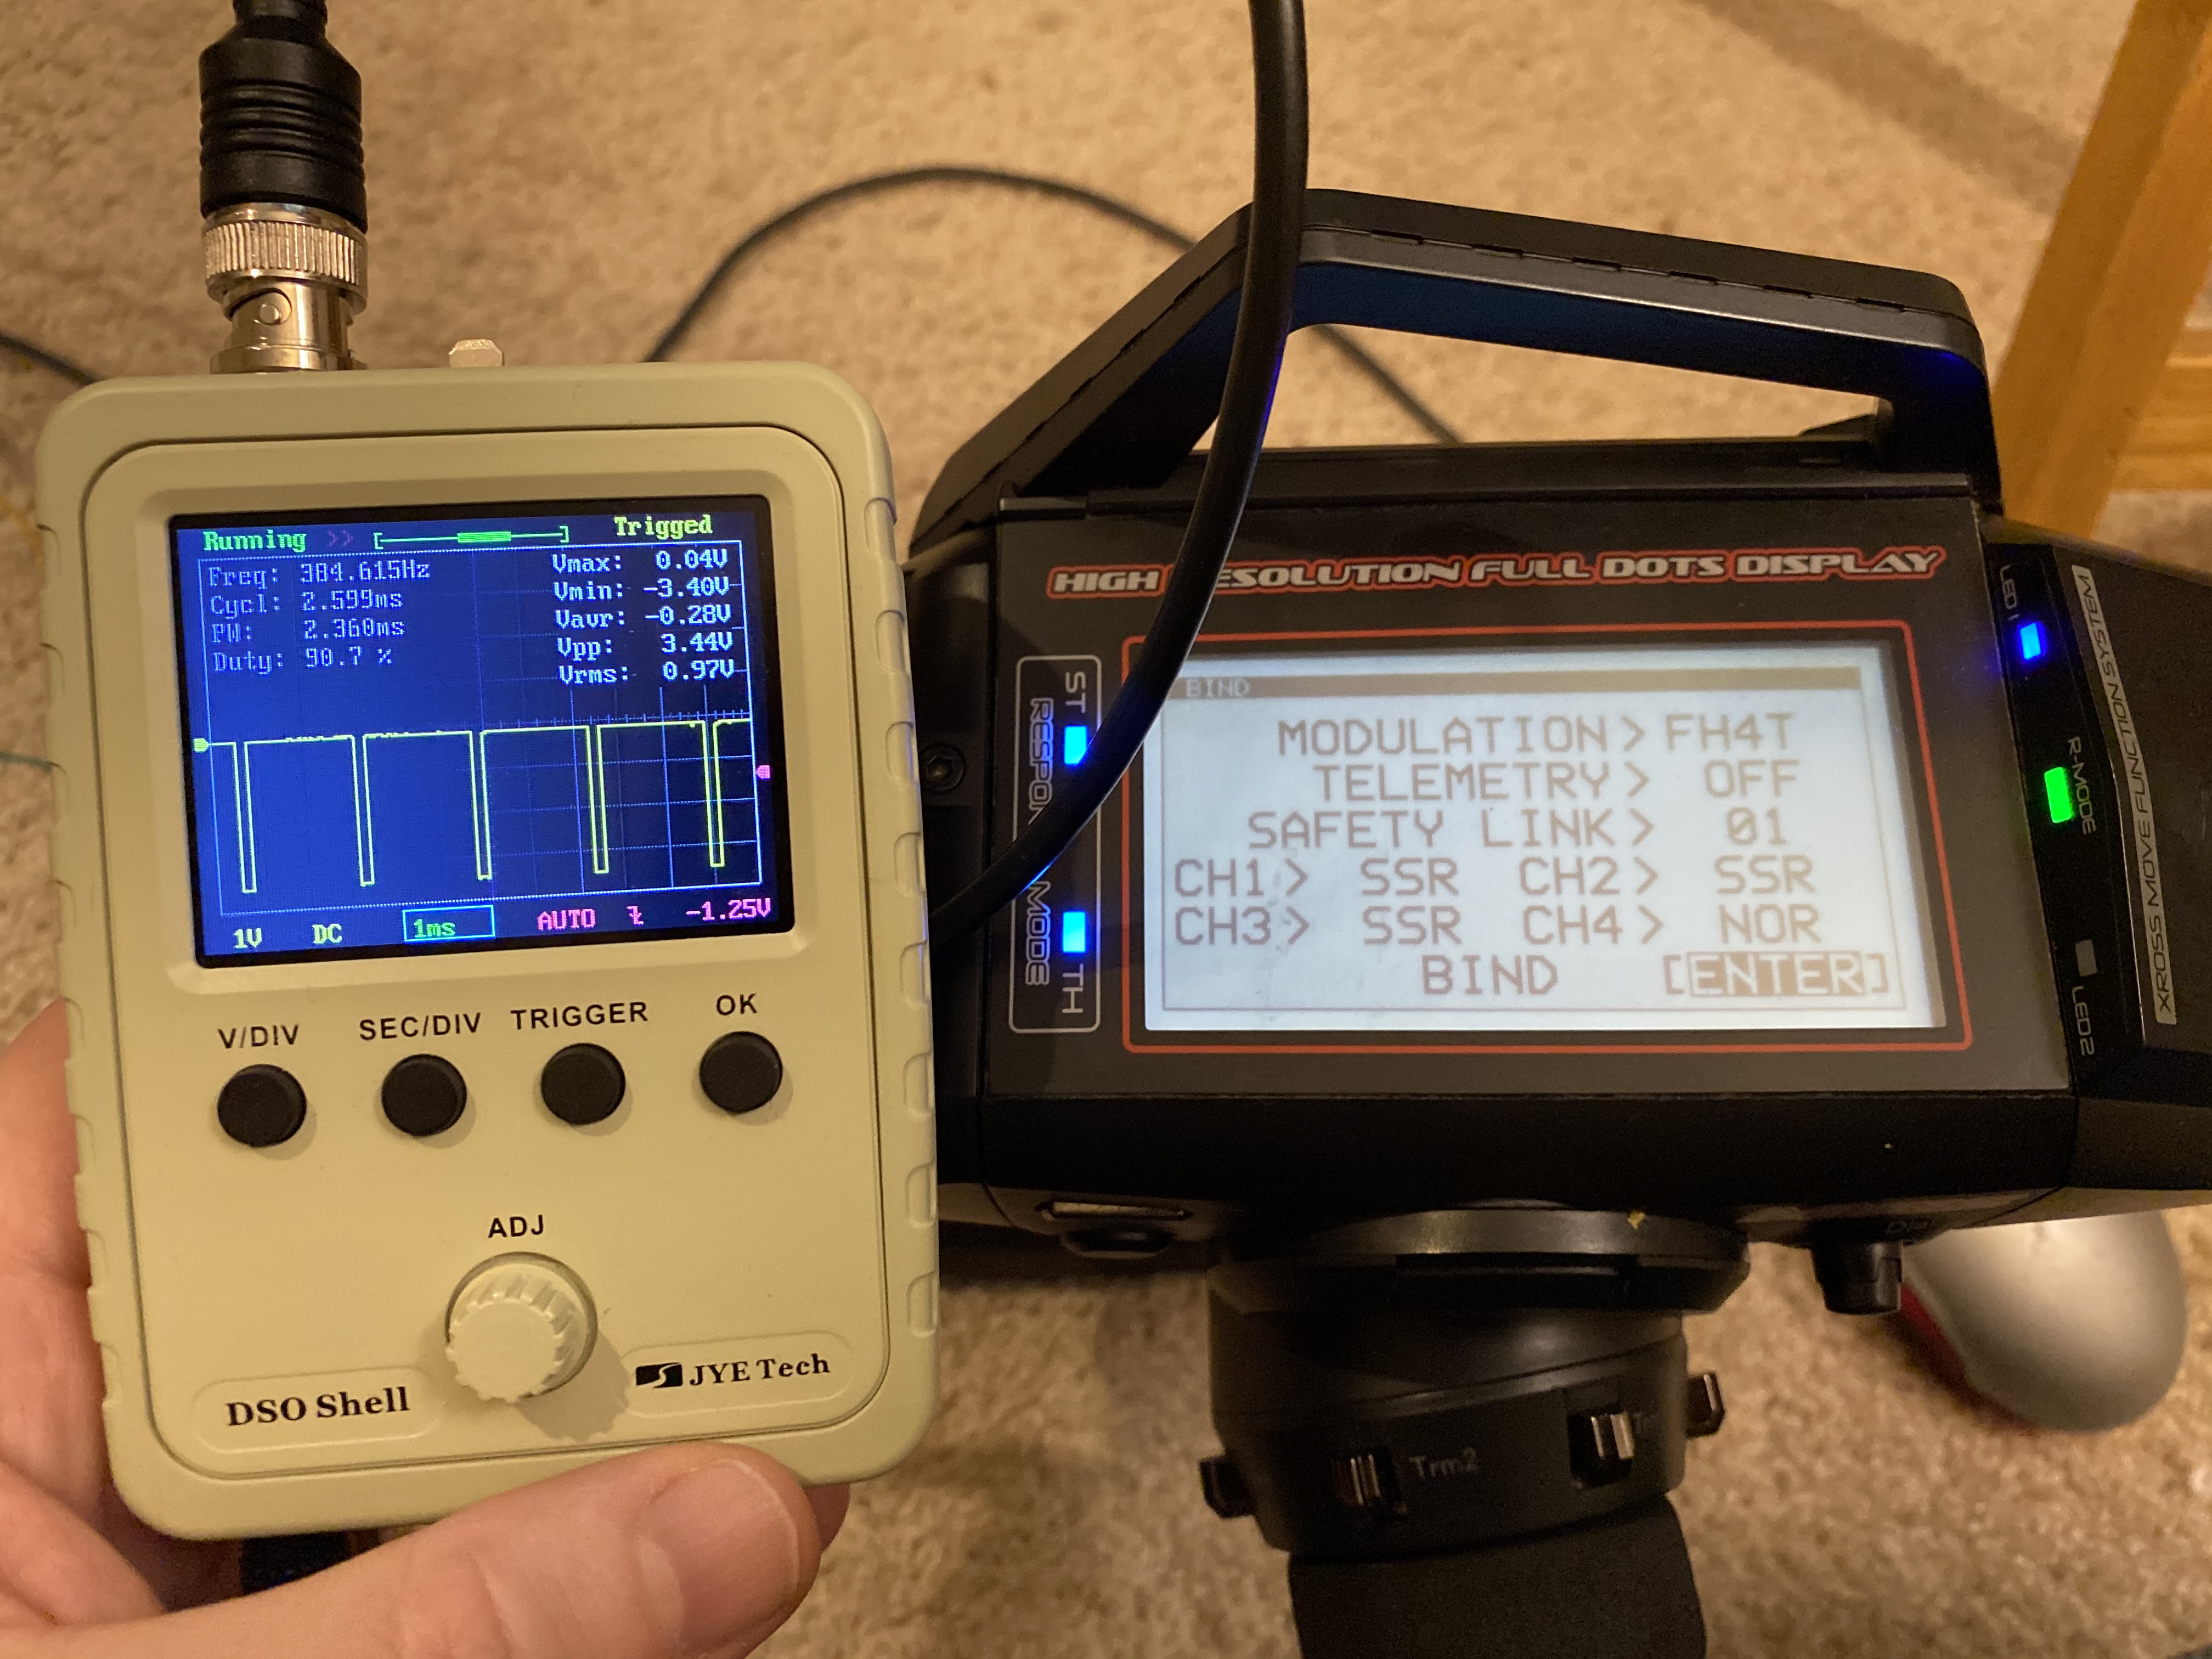 Running >> Trigged
Freq: 384.615Hz
Cycl: 2.599ms
PW: 2.360ms
Duty: 90.7 %
Vmax: 0.04V
Vmin: -3.40V
Vavr: -0.28V
Vpp: 3.44V
Vrms: 0.97V
1V DC 1ms AUTO -1.25V
V/DIV SEC/DIV TRIGGER OK
ADJ
DSO Shell JYE Tech
HIGH RESOLUTION FULL DOTS DISPLAY
ST
MODE
TH
BIND
MODULATION> FH4T
TELEMETRY> OFF
SAFETY LINK> 01
CH1> SSR CH2> SSR
CH3> SSR CH4> NOR
BIND [ENTER]
LED1
R-MODE
LED2
XROSS MOVE FUNCTION SYSTEM
Trm2